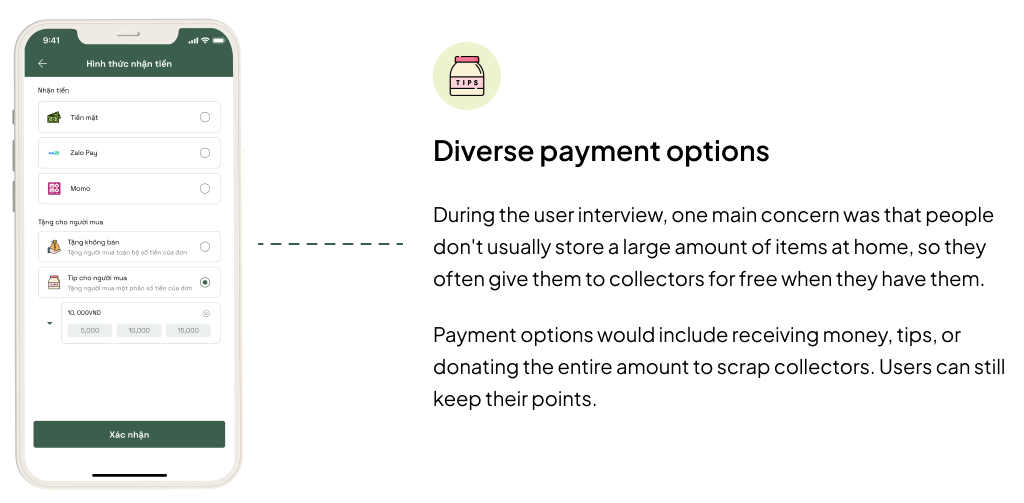 9:41
Hình thức nhận tiền
Nhận tiền
Tiền mặt
Zalo Pay
mo
mo
Momo
Tặng cho người mua
Tặng không bán
Tặng người mua toàn bộ số tiền của đơn
Tip cho người mua
Tặng người mua một phần số tiền của đơn
10,000VND
5,000 10,000 15,000
Xác nhận
TIPS
Diverse payment options
During the user interview, one main concern was that people
don't usually store a large amount of items at home, so they
often give them to collectors for free when they have them.
Payment options would include receiving money, tips, or
donating the entire amount to scrap collectors. Users can still
keep their points.